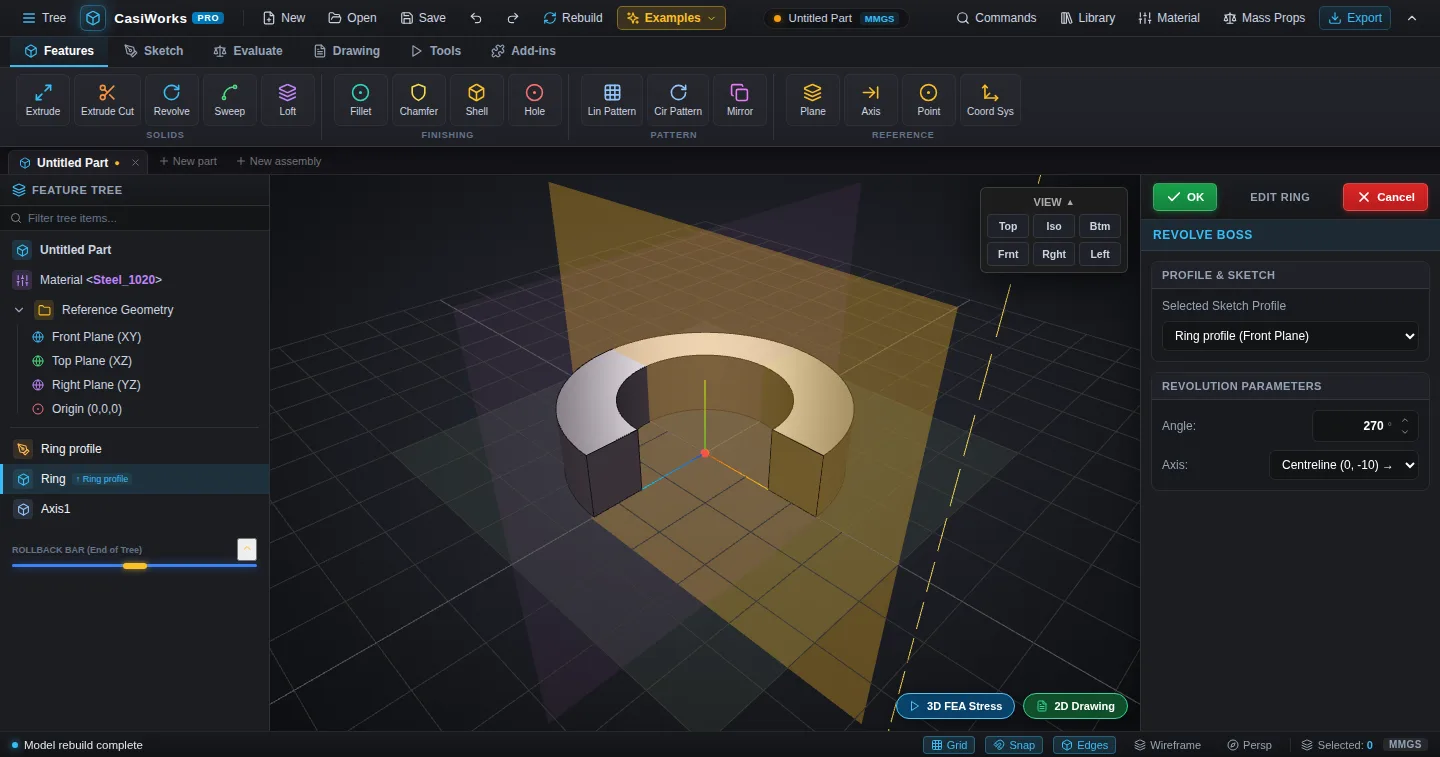 Tree CasiWorks PRO New Open Save Rebuild Examples Untitled Part MMGS Commands Library Material Mass Props Export
Features Sketch Evaluate Drawing Tools Add-ins
Extrude Extrude Cut Revolve Sweep Loft Fillet Chamfer Shell Hole Lin Pattern Cir Pattern Mirror Plane Axis Point Coord Sys
SOLIDS FINISHING PATTERN REFERENCE
Untitled Part New part New assembly
FEATURE TREE
Filter tree items...
Untitled Part
Material <Steel_1020>
Reference Geometry
Front Plane (XY)
Top Plane (XZ)
Right Plane (YZ)
Origin (0,0,0)
Ring profile
Ring ↑ Ring profile
Axis1
ROLLBACK BAR (End of Tree)
VIEW ▲
Top Iso Btm
Frnt Rght Left
3D FEA Stress 2D Drawing
OK EDIT RING Cancel
REVOLVE BOSS
PROFILE & SKETCH
Selected Sketch Profile
Ring profile (Front Plane)
REVOLUTION PARAMETERS
Angle: 270 °
Axis: Centreline (0, -10) →
Model rebuild complete Grid Snap Edges Wireframe Persp Selected: 0 MMGS